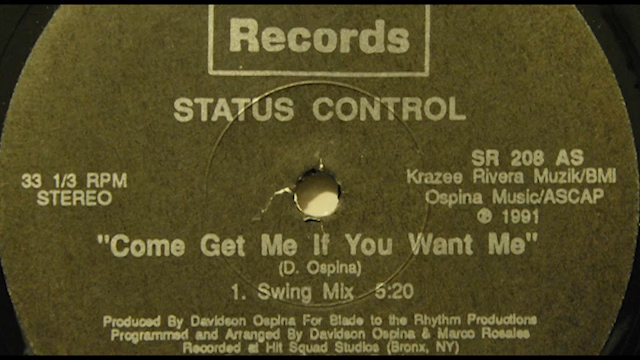 Records
STATUS CONTROL
33 1/3 RPM
STEREO
SR 208 AS
Krazee Rivera Muzik/BMI
Ospina Music/ASCAP
℗ 1991
"Come Get Me If You Want Me"
(D. Ospina)
1. Swing Mix 5:20
Produced By Davidson Ospina For Blade to the Rhythm Productions
Programmed and Arranged By Davidson Ospina & Marco Rosales
Recorded at Hit Squad Studios (Bronx, NY)